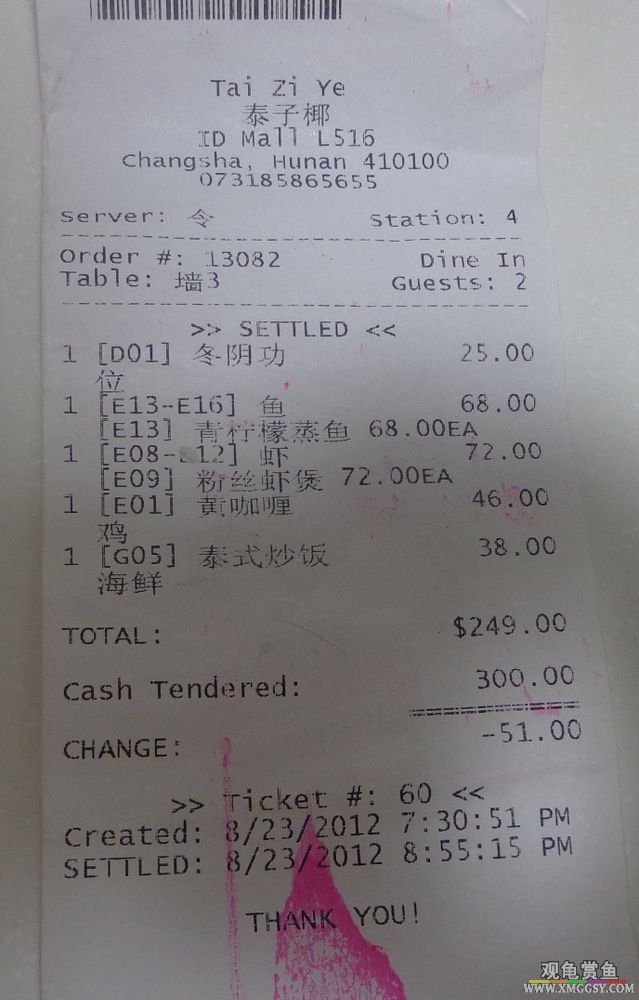 Tai Zi Ye
泰子椰
ID Mall L516
Changsha, Hunan 410100
073185865655
Server: 令 Station: 4
Order #: 13082 Dine In
Table: 墙3 Guests: 2
>> SETTLED <<
1 [D01] 冬阴功 25.00
位
1 [E13-E16] 鱼 68.00
[E13] 青柠檬蒸鱼 68.00EA
1 [E08- 12] 虾 72.00
[E09] 粉丝虾煲 72.00EA
1 [E01] 黄咖喱 46.00
鸡
1 [G05] 泰式炒饭 38.00
海鲜
TOTAL: $249.00
Cash Tendered: 300.00
CHANGE: -51.00
>> Ticket #: 60 <<
Created: 8/23/2012 7:30:51 PM
SETTLED: 8/23/2012 8:55:15 PM
THANK YOU!
观龟赏鱼
WWW.XMGGSY.COM